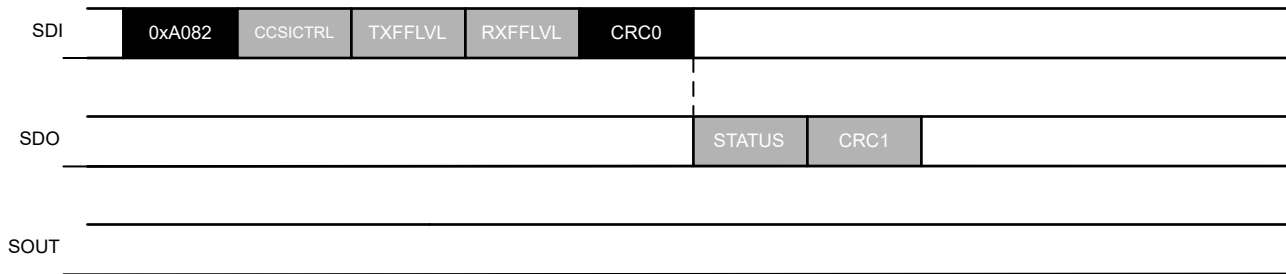 SDI 0xA082 CCSICTRL TXFFLVL RXFFLVL CRC0
SDO STATUS CRC1
SOUT